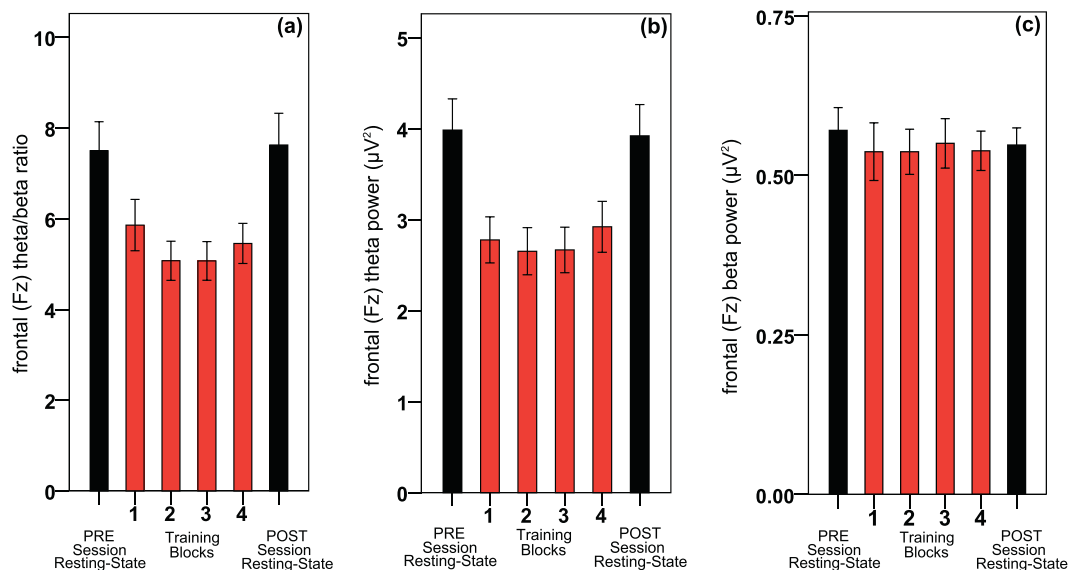 (a)
frontal (Fz) theta/beta ratio
10
8
6
4
2
0
1 2 3 4
PRE
Session
Resting-State
Training
Blocks
POST
Session
Resting-State
(b)
frontal (Fz) theta power (µV²)
5
4
3
2
1
0
1 2 3 4
PRE
Session
Resting-State
Training
Blocks
POST
Session
Resting-State
(c)
frontal (Fz) beta power (µV²)
0.75
0.50
0.25
0.00
1 2 3 4
PRE
Session
Resting-State
Training
Blocks
POST
Session
Resting-State